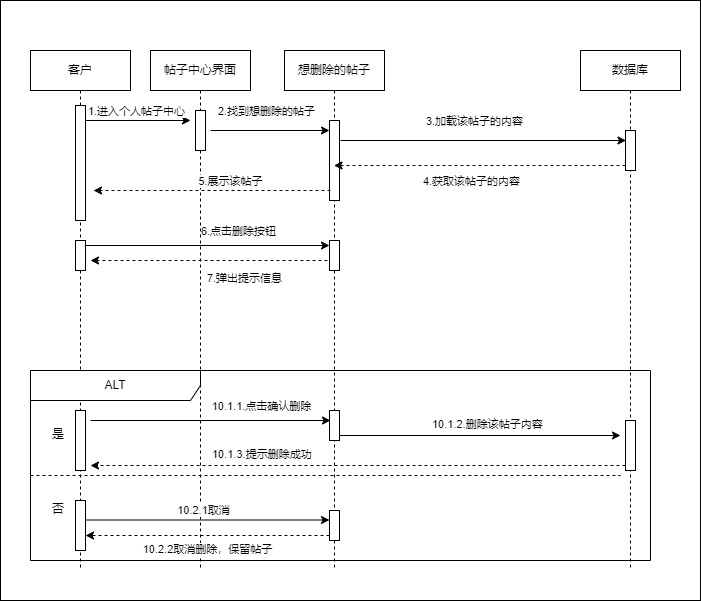 客户
帖子中心界面
想删除的帖子
数据库
1.进入个人帖子中心
2.找到想删除的帖子
3.加载该帖子的内容
4.获取该帖子的内容
5.展示该帖子
6.点击删除按钮
7.弹出提示信息
ALT
是
10.1.1.点击确认删除
10.1.2.删除该帖子内容
10.1.3.提示删除成功
否
10.2.1取消
10.2.2取消删除，保留帖子